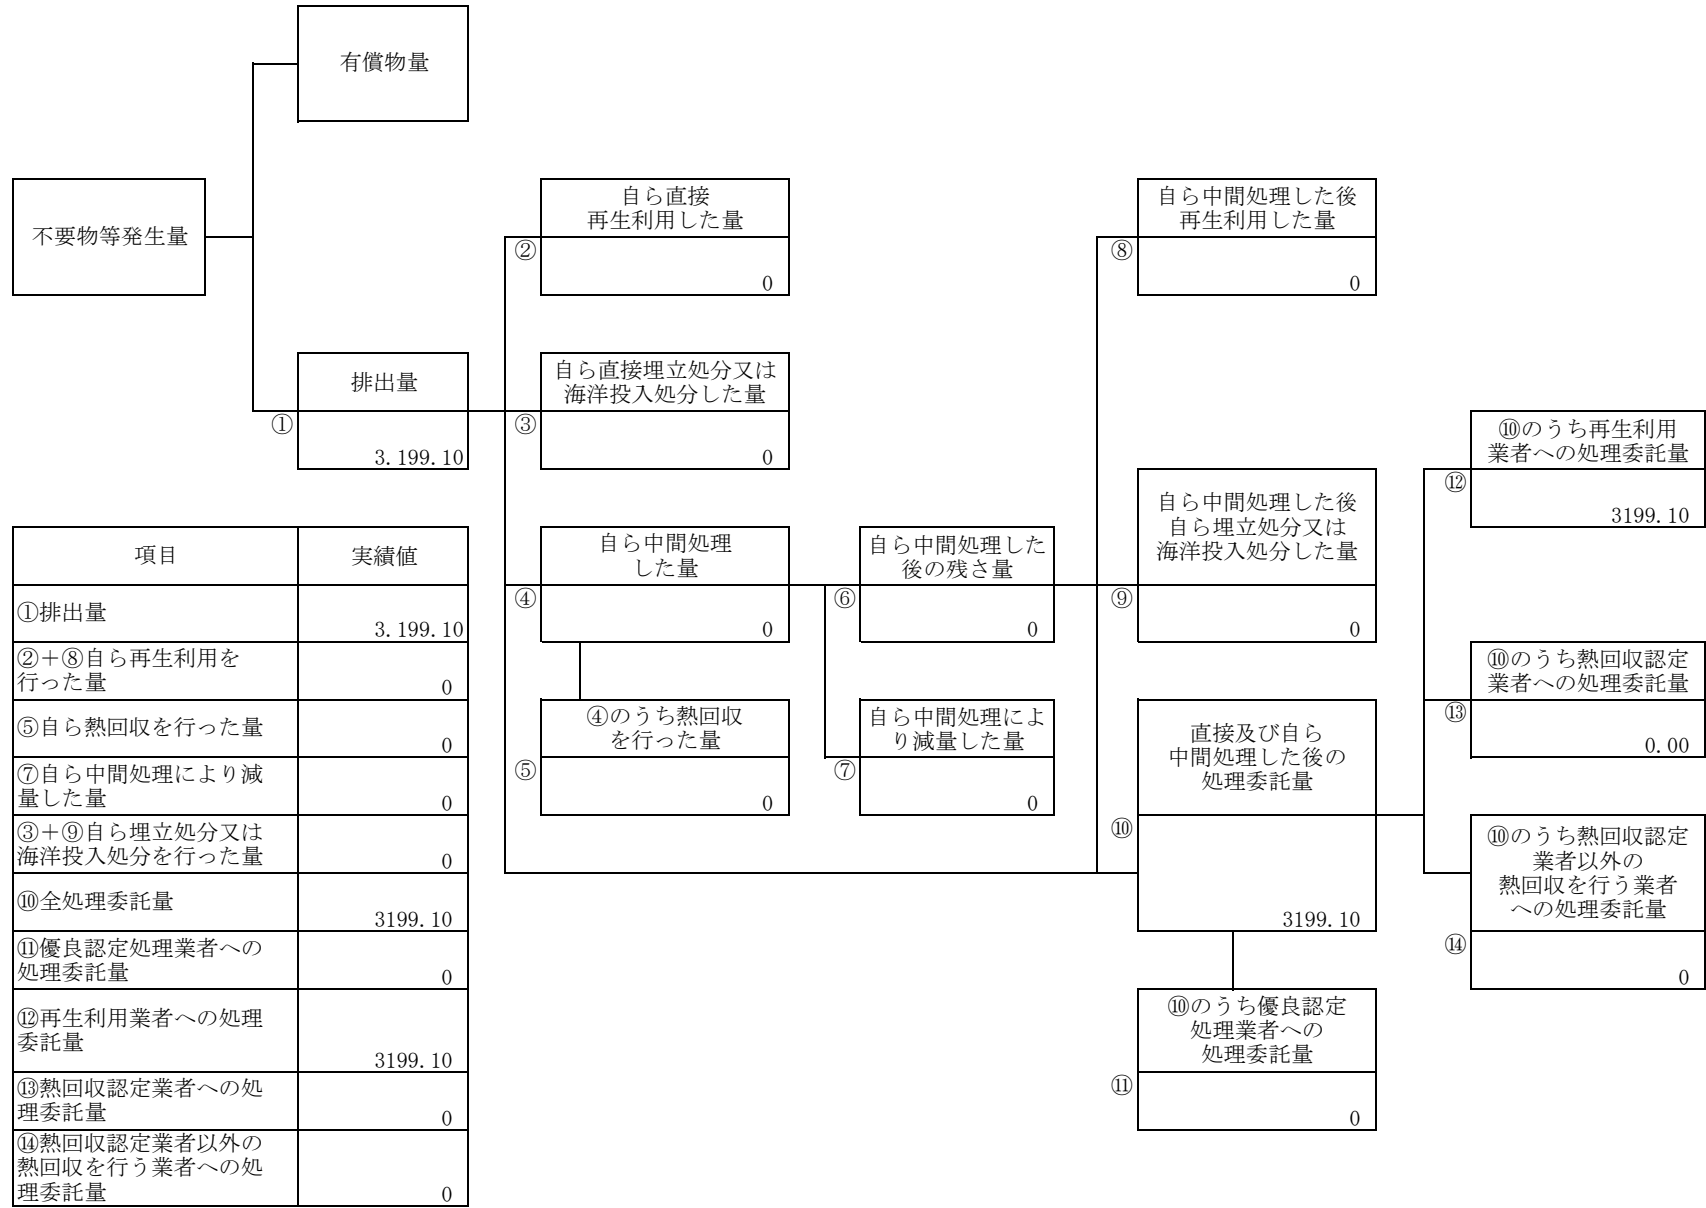 有償物量
不要物等発生量
自ら直接
再生利用した量
②
0
自ら中間処理した後
再生利用した量
⑧
0
排出量
①
3.199.10
自ら直接埋立処分又は
海洋投入処分した量
③
0
⑩のうち再生利用
業者への処理委託量
⑫
3199.10
自ら中間処理
した量
④
0
自ら中間処理した
後の残さ量
⑥
0
自ら中間処理した後
自ら埋立処分又は
海洋投入処分した量
⑨
0
⑩のうち熱回収認定
業者への処理委託量
⑬
0.00
④のうち熱回収
を行った量
⑤
0
自ら中間処理によ
り減量した量
⑦
0
直接及び自ら
中間処理した後の
処理委託量
⑩
3199.10
⑩のうち熱回収認定
業者以外の
熱回収を行う業者
への処理委託量
⑭
0
⑩のうち優良認定
処理業者への
処理委託量
⑪
0
項目 実績値
①排出量
3.199.10
②＋⑧自ら再生利用を
行った量
0
⑤自ら熱回収を行った量
0
⑦自ら中間処理により減
量した量
0
③＋⑨自ら埋立処分又は
海洋投入処分を行った量
0
⑩全処理委託量
3199.10
⑪優良認定処理業者への
処理委託量
0
⑫再生利用業者への処理
委託量
3199.10
⑬熱回収認定業者への処
理委託量
0
⑭熱回収認定業者以外の
熱回収を行う業者への処
理委託量
0